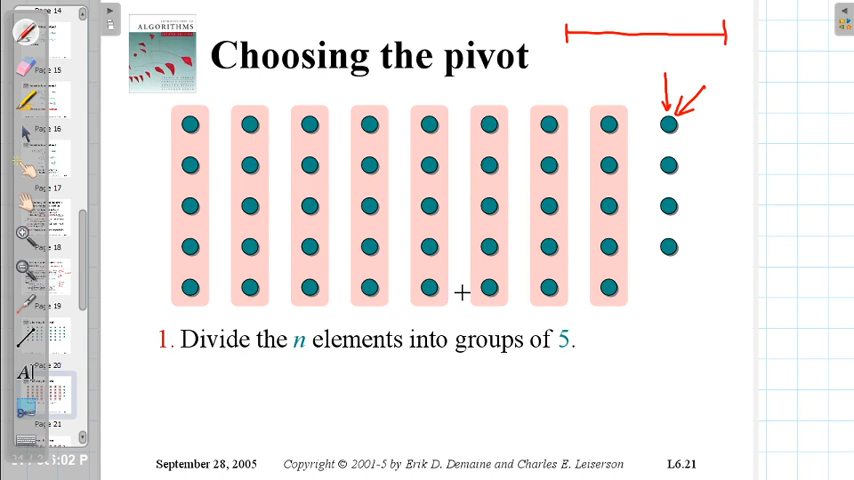 Page 14
Page 15
Page 16
Page 17
Page 18
Page 19
Page 20
Page 21
ALGORITHMS
Choosing the pivot
1. Divide the n elements into groups of 5.
September 28, 2005 Copyright © 2001-5 by Erik D. Demaine and Charles E. Leiserson L6.21